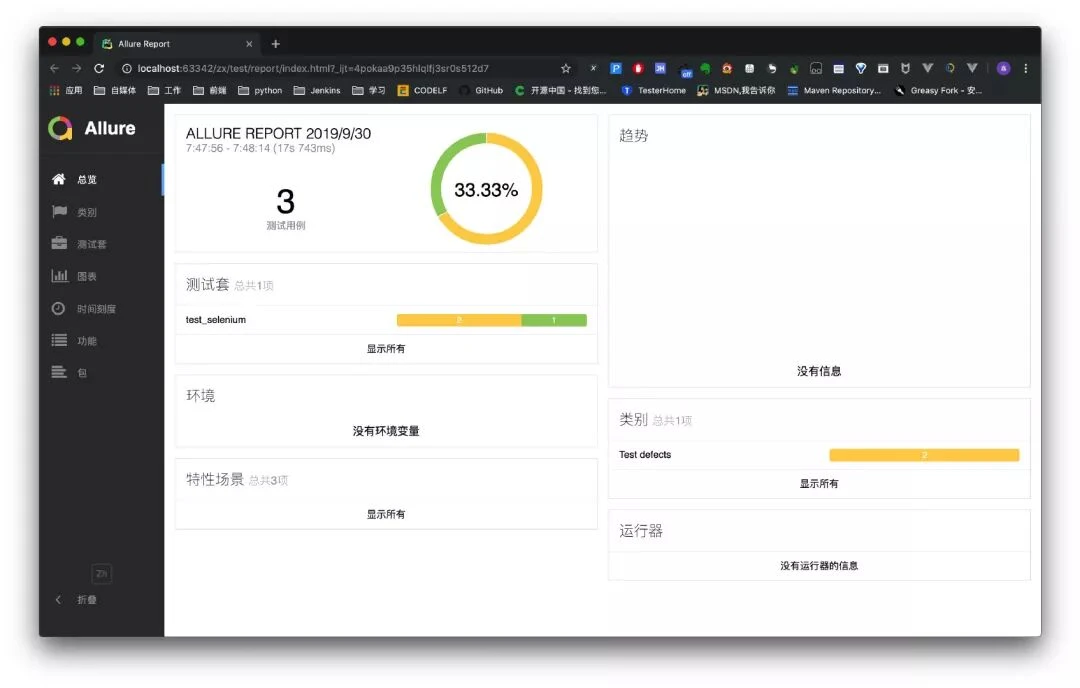 Allure Report
localhost:63342/zx/test/report/index.html?_ijt=4pokaa9p35hlqlfj3sr0s512d7
应用 自媒体 工作 前端 python Jenkins 学习 CODELF GitHub 开源中国 - 找到您... TesterHome MSDN,我告诉你 Maven Repository... Greasy Fork - 安...
Allure
总览
类别
测试套
图表
时间刻度
功能
包
Zh
折叠
ALLURE REPORT 2019/9/30
7:47:56 - 7:48:14 (17s 743ms)
3
测试用例
33.33%
测试套 总共1项
test_selenium 2 1
显示所有
环境
没有环境变量
特性场景 总共3项
显示所有
趋势
没有信息
类别 总共1项
Test defects 2
显示所有
运行器
没有运行器的信息